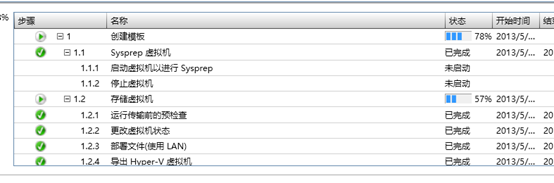 8%
步骤 名称 状态 开始时间 结
1 创建模板 78% 2013/5/...
1.1 Sysprep 虚拟机 已完成 2013/5/... 20
1.1.1 启动虚拟机以进行 Sysprep 未启动
1.1.2 停止虚拟机 未启动
1.2 存储虚拟机 57% 2013/5/...
1.2.1 运行传输前的预检查 已完成 2013/5/... 20
1.2.2 更改虚拟机状态 已完成 2013/5/... 20
1.2.3 部署文件(使用 LAN) 已完成 2013/5/... 20
1.2.4 导出 Hyper-V 虚拟机 已完成 2013/5/... 20